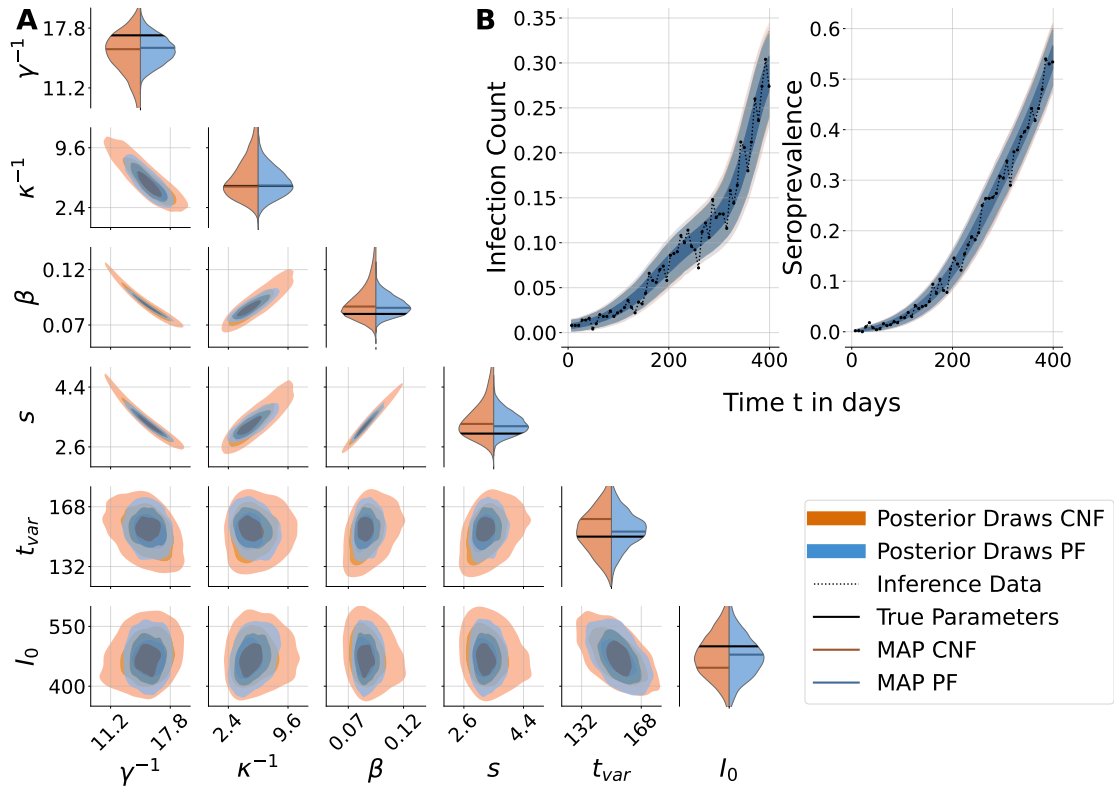 A
γ⁻¹
17.8
11.2
κ⁻¹
9.6
2.4
β
0.12
0.07
s
4.4
2.6
t_var
168
132
I₀
550
400
11.2 17.8
2.4 9.6
0.07 0.12
2.6 4.4
132 168
γ⁻¹ κ⁻¹ β s t_var I₀
B
Infection Count
0.35
0.30
0.25
0.20
0.15
0.10
0.05
0.00
0 200 400
Seroprevalence
0.6
0.5
0.4
0.3
0.2
0.1
0.0
0 200 400
Time t in days
Posterior Draws CNF
Posterior Draws PF
Inference Data
True Parameters
MAP CNF
MAP PF